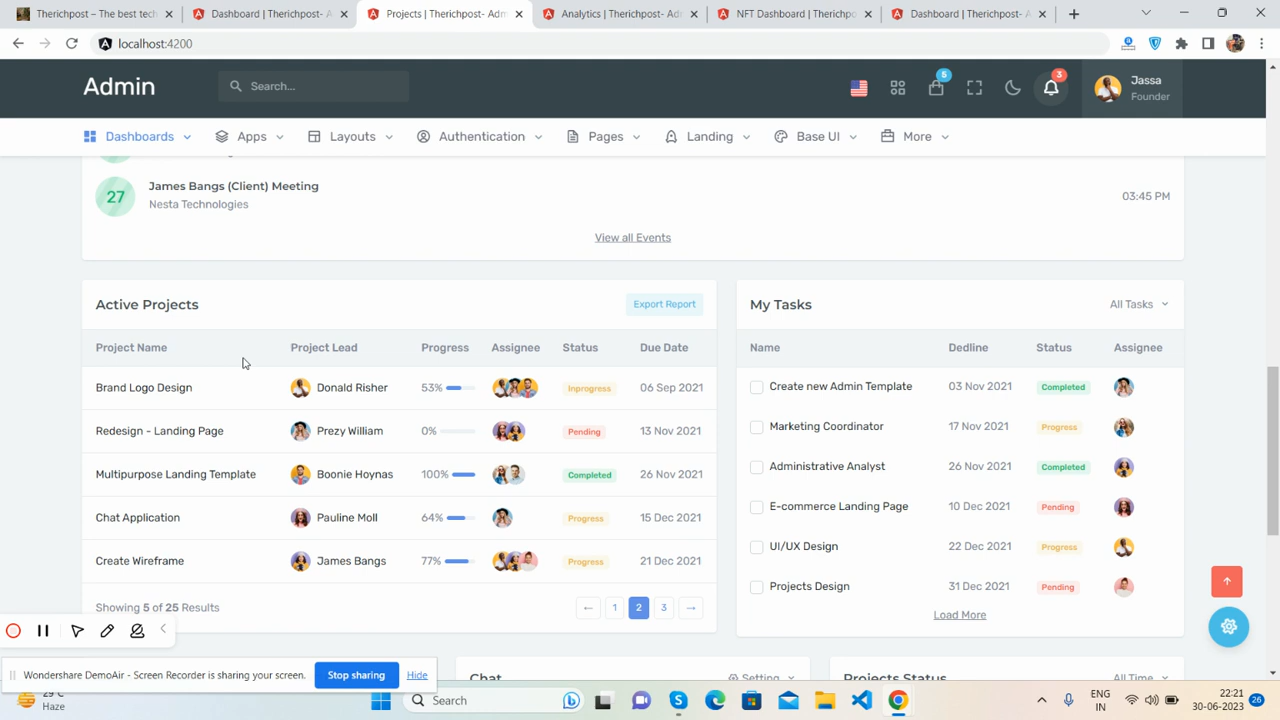 Therichpost – The best tech
Dashboard | Therichpost- A
Projects | Therichpost- Adm
Analytics | Therichpost- Adm
NFT Dashboard | Therichpo
Dashboard | Therichpost- A
localhost:4200
Admin
Search...
5
3
Jassa
Founder
Dashboards
Apps
Layouts
Authentication
Pages
Landing
Base UI
More
27
James Bangs (Client) Meeting
Nesta Technologies
03:45 PM
View all Events
Active Projects
Export Report
Project Name Project Lead Progress Assignee Status Due Date
Brand Logo Design Donald Risher 53% Inprogress 06 Sep 2021
Redesign - Landing Page Prezy William 0% Pending 13 Nov 2021
Multipurpose Landing Template Boonie Hoynas 100% Completed 26 Nov 2021
Chat Application Pauline Moll 64% Progress 15 Dec 2021
Create Wireframe James Bangs 77% Progress 21 Dec 2021
Showing 5 of 25 Results
← 1 2 3 →
My Tasks
All Tasks
Name Dedline Status Assignee
Create new Admin Template 03 Nov 2021 Completed
Marketing Coordinator 17 Nov 2021 Progress
Administrative Analyst 26 Nov 2021 Completed
E-commerce Landing Page 10 Dec 2021 Pending
UI/UX Design 22 Dec 2021 Progress
Projects Design 31 Dec 2021 Pending
Load More
Chat
Setting
Projects Status
All Time
Wondershare DemoAir - Screen Recorder is sharing your screen.
Stop sharing
Hide
29°C
Haze
Search
ENG
IN
22:21
30-06-2023
26